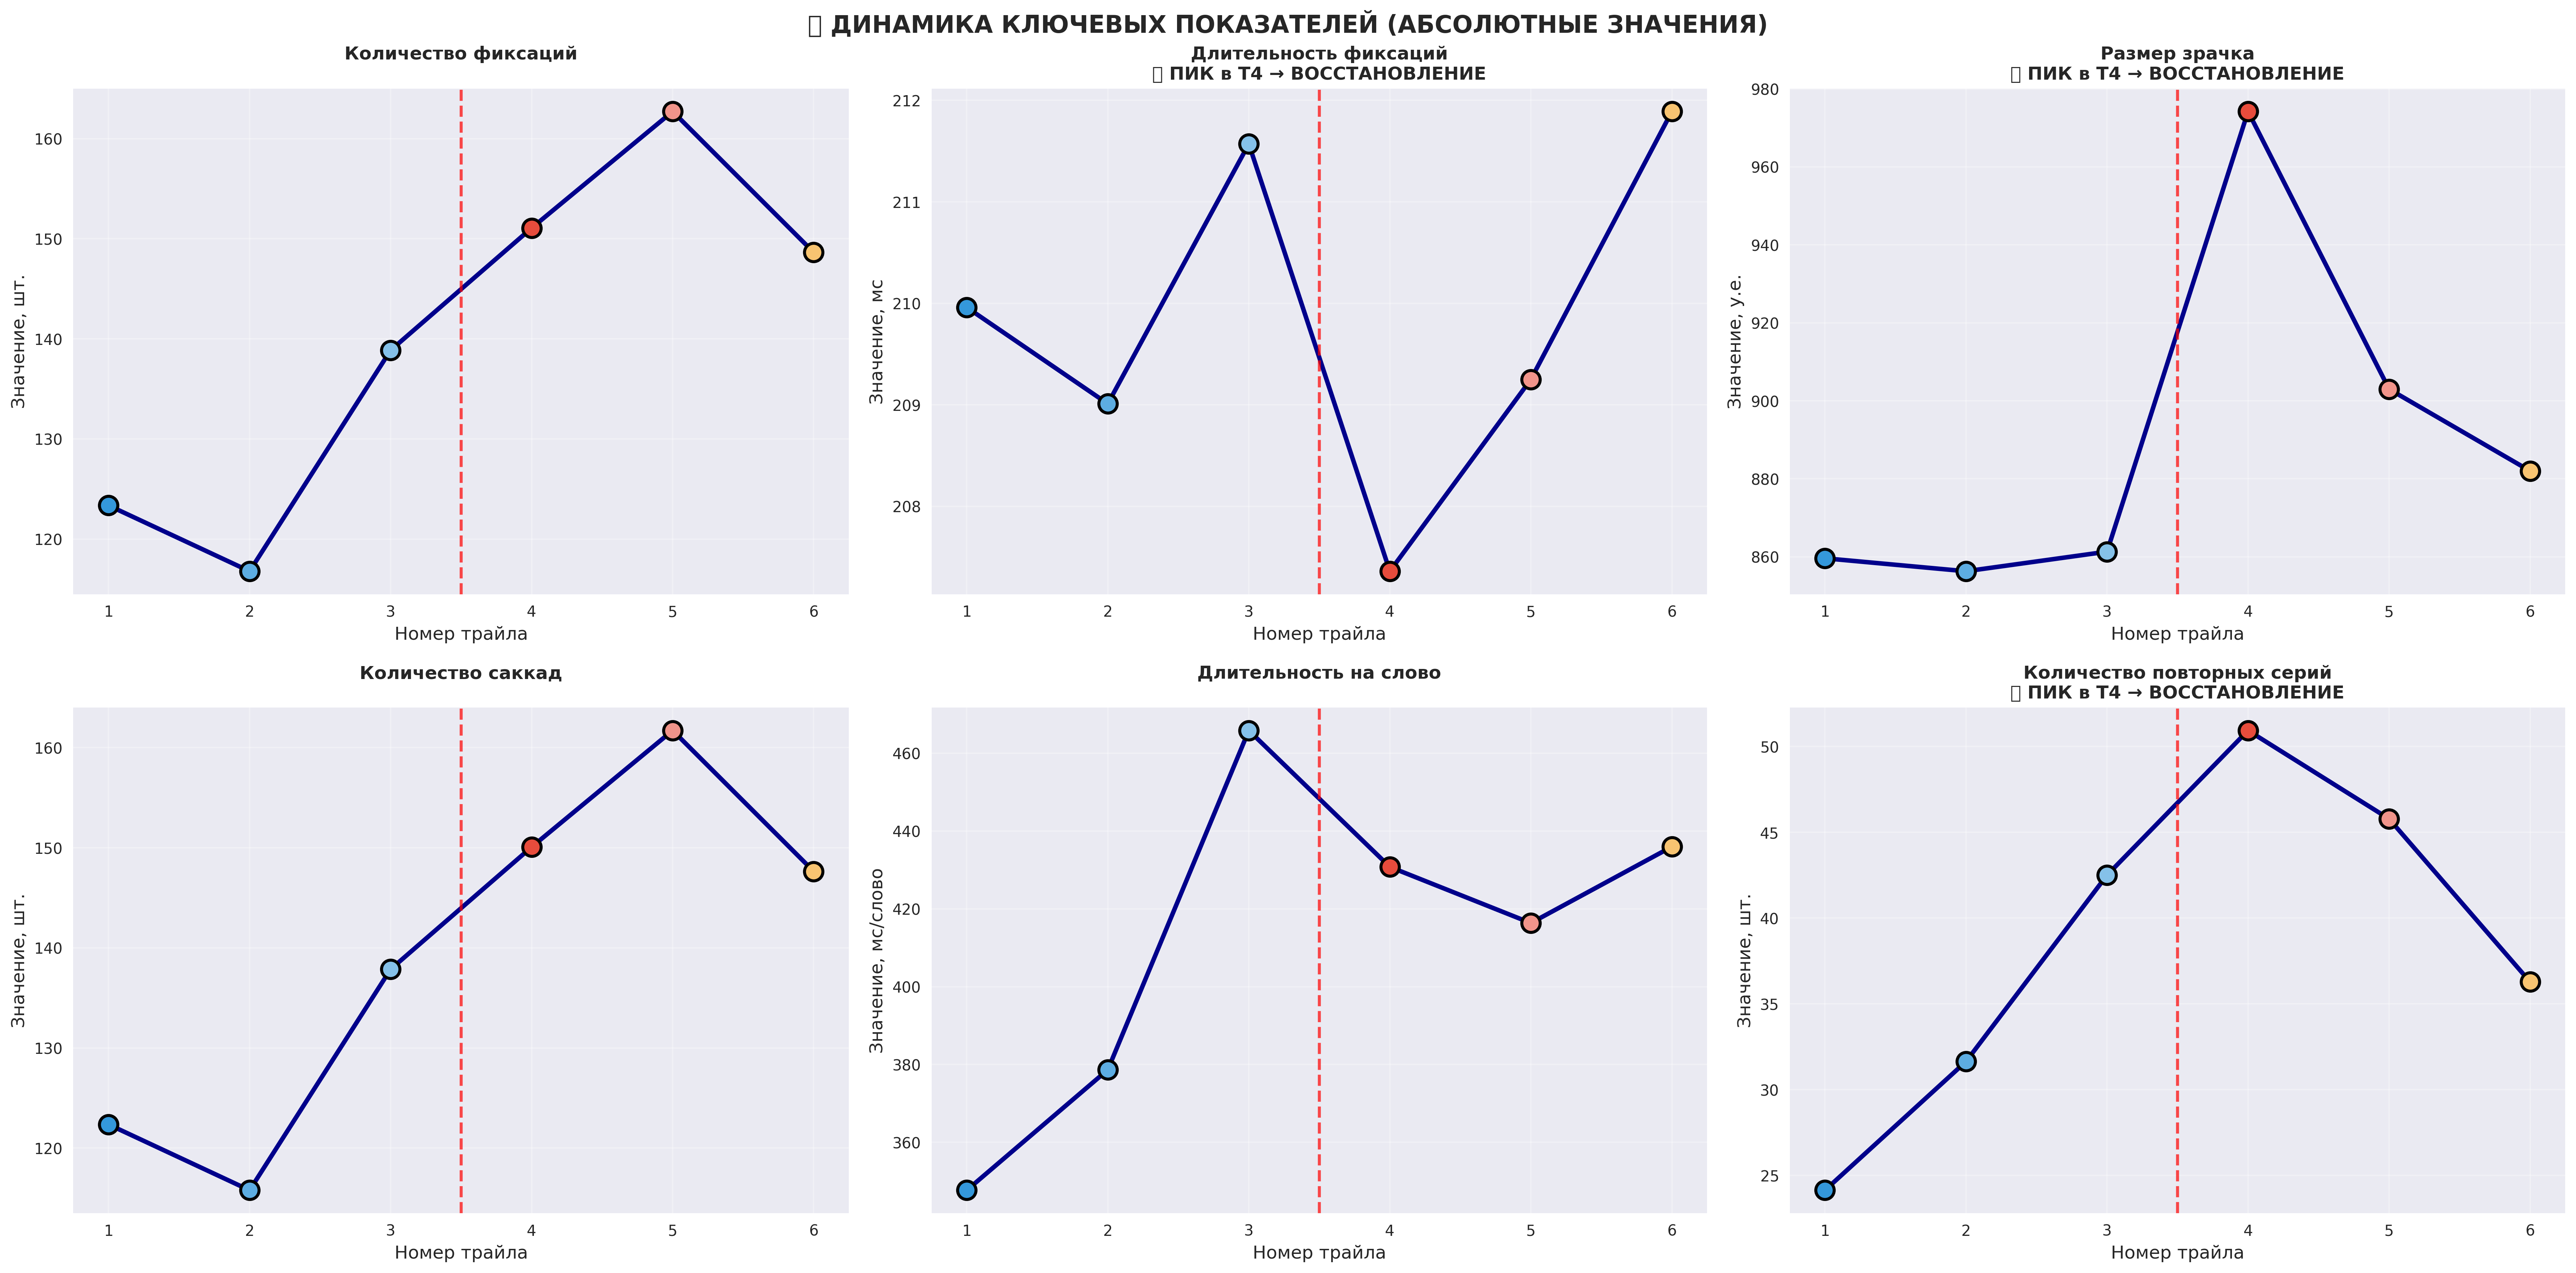 ▯ ДИНАМИКА КЛЮЧЕВЫХ ПОКАЗАТЕЛЕЙ (АБСОЛЮТНЫЕ ЗНАЧЕНИЯ)
Количество фиксаций
160
150
140
130
120
Значение, шт.
1 2 3 4 5 6
Номер трайла
Длительность фиксаций
▯ ПИК в Т4 → ВОССТАНОВЛЕНИЕ
212
211
210
209
208
Значение, мс
1 2 3 4 5 6
Номер трайла
Размер зрачка
▯ ПИК в Т4 → ВОССТАНОВЛЕНИЕ
980
960
940
920
900
880
860
Значение, у.е.
1 2 3 4 5 6
Номер трайла
Количество саккад
160
150
140
130
120
Значение, шт.
1 2 3 4 5 6
Номер трайла
Длительность на слово
460
440
420
400
380
360
Значение, мс/слово
1 2 3 4 5 6
Номер трайла
Количество повторных серий
▯ ПИК в Т4 → ВОССТАНОВЛЕНИЕ
50
45
40
35
30
25
Значение, шт.
1 2 3 4 5 6
Номер трайла